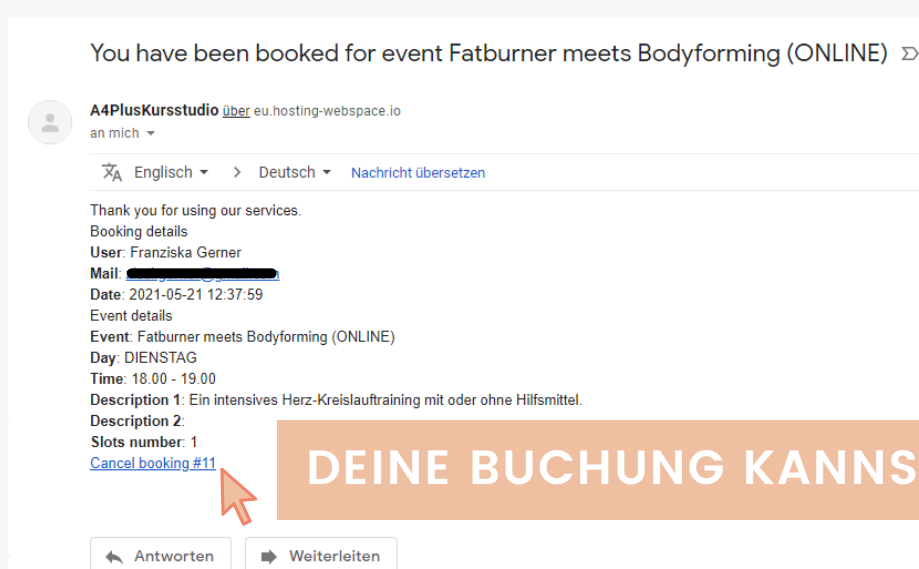 You have been booked for event Fatburner meets Bodyforming (ONLINE)
A4PlusKursstudio über eu.hosting-webspace.io
an mich
Englisch > Deutsch Nachricht übersetzen
Thank you for using our services.
Booking details
User: Franziska Gerner
Mail:
Date: 2021-05-21 12:37:59
Event details
Event: Fatburner meets Bodyforming (ONLINE)
Day: DIENSTAG
Time: 18.00 - 19.00
Description 1: Ein intensives Herz-Kreislauftraining mit oder ohne Hilfsmittel.
Description 2:
Slots number: 1
Cancel booking #11
DEINE BUCHUNG KANNS
Antworten Weiterleiten